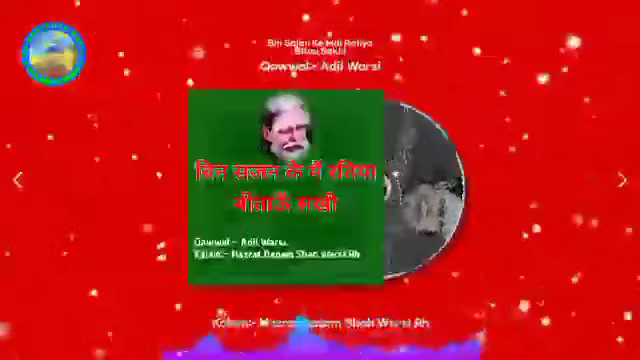 Bin Sajan Ke Main Ratiya
Bitau Sakhi
Qawwal:- Adil Warsi
बिन सजन के में रतिया
बीताऊँ सखी
Qawwal:- Adil Warsi
Kalam:- Hazrat Bedam Shah Warsi Rh
Kalam:- Hazrat Bedam Shah Warsi Rh